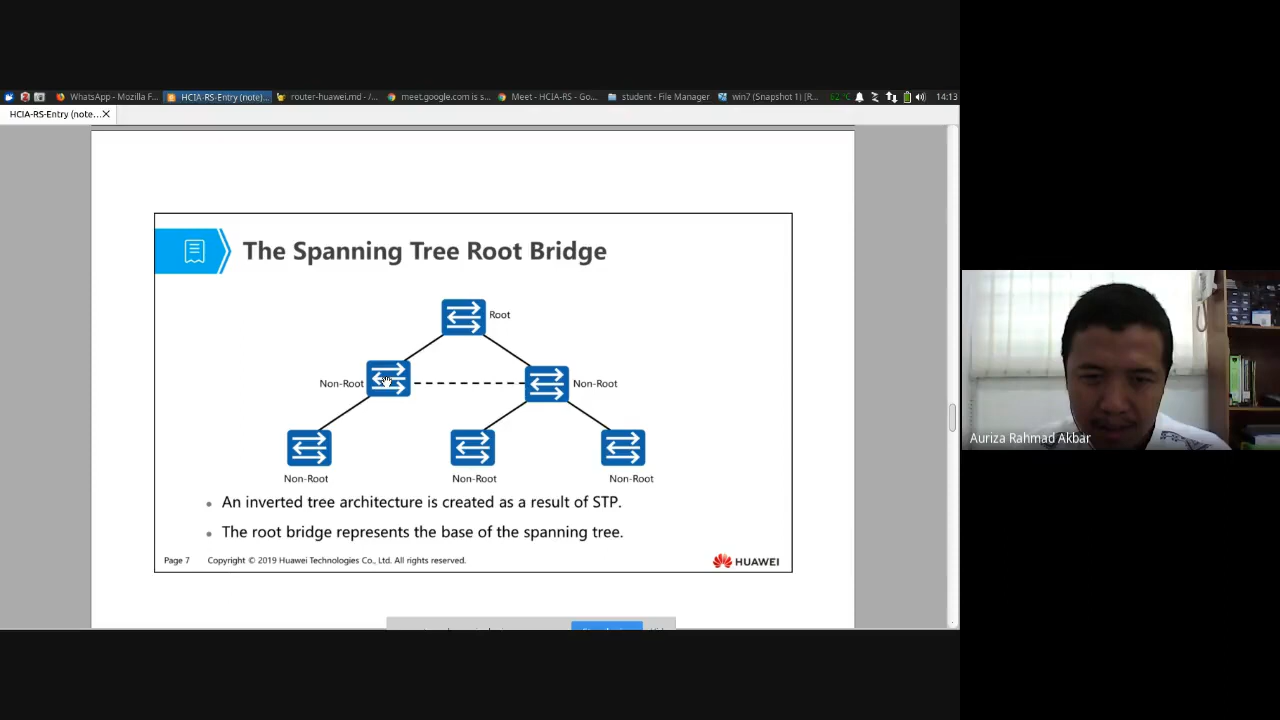 WhatsApp - Mozilla F...
HCIA-RS-Entry (note)...
router-huawei.md - /...
meet.google.com is s...
Meet - HCIA-RS - Go...
student - File Manager
win7 (Snapshot 1) [R...
62 °C
14:13
HCIA-RS-Entry (note...
The Spanning Tree Root Bridge
Root
Non-Root
Non-Root
Non-Root
Non-Root
Non-Root
An inverted tree architecture is created as a result of STP.
The root bridge represents the base of the spanning tree.
Page 7
Copyright © 2019 Huawei Technologies Co., Ltd. All rights reserved.
HUAWEI
Auriza Rahmad Akbar